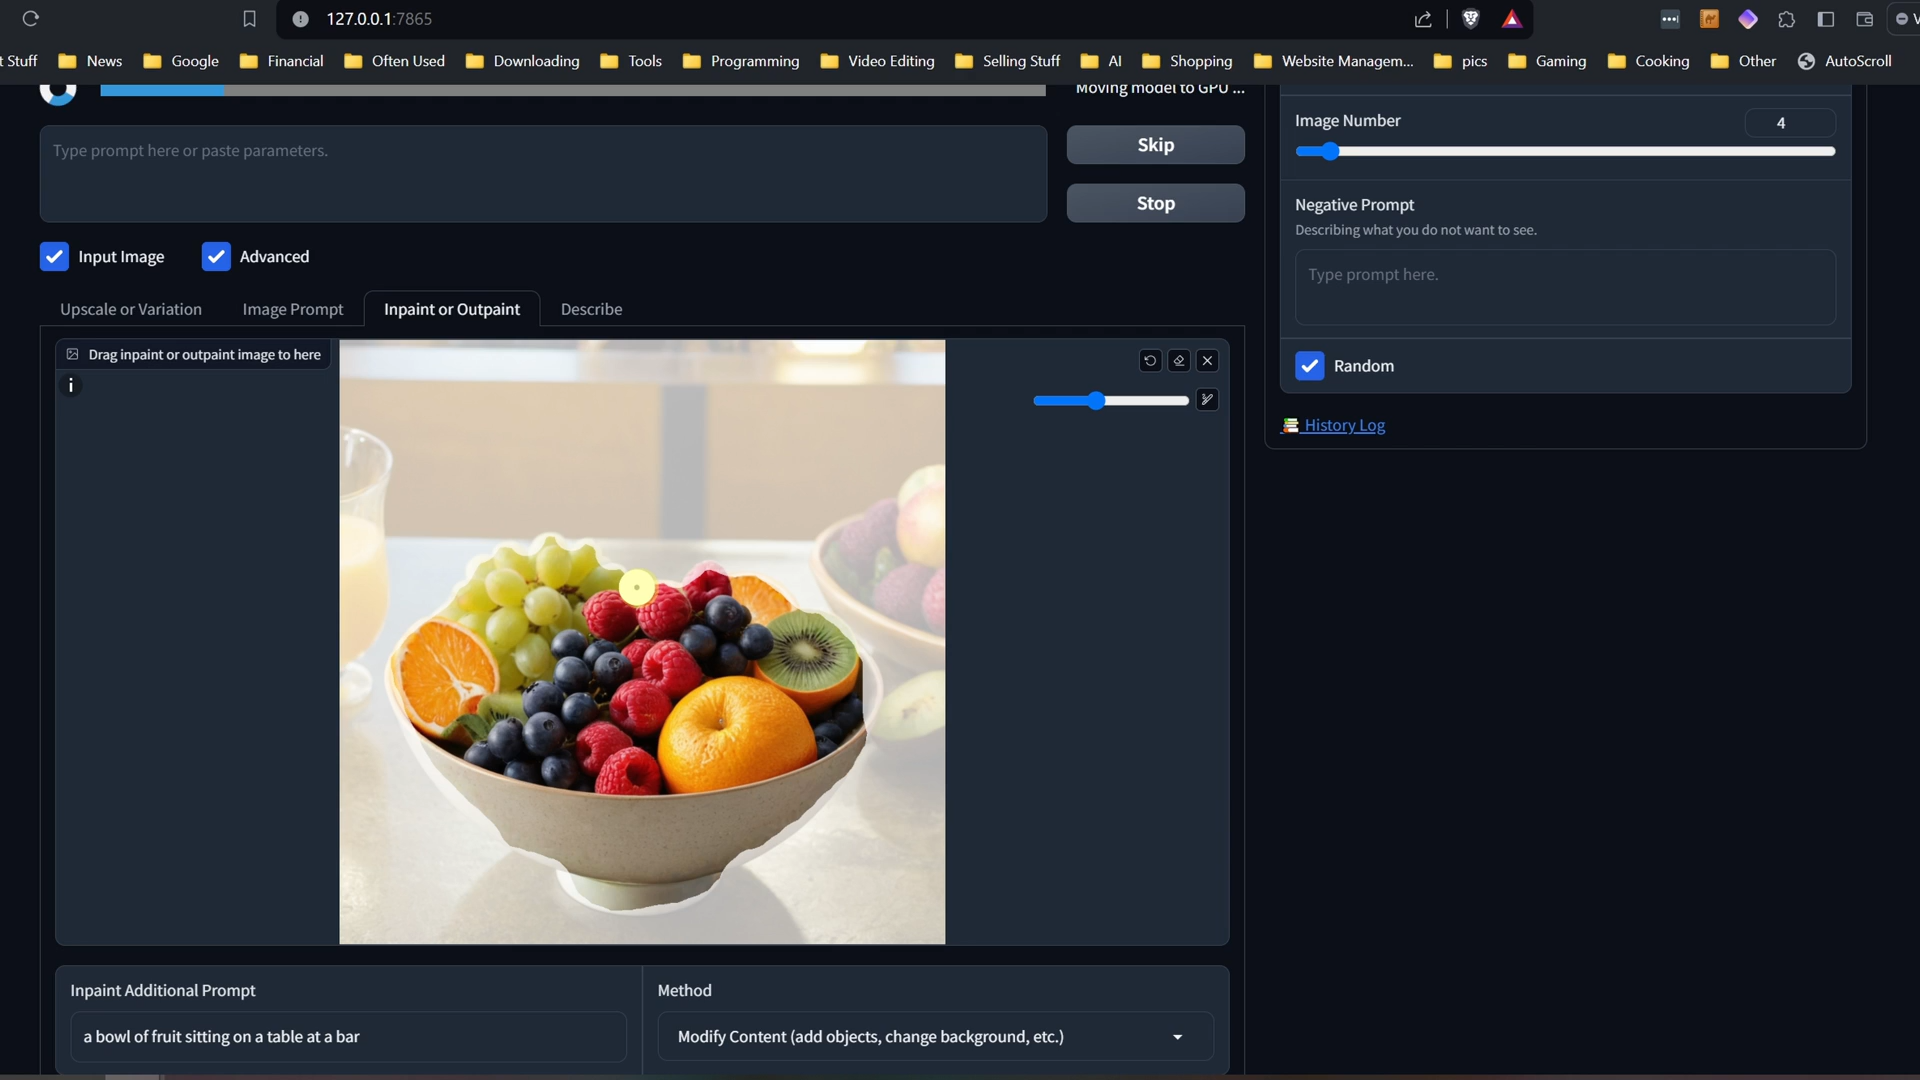 127.0.0.1:7865
t Stuff News Google Financial Often Used Downloading Tools Programming Video Editing Selling Stuff AI Shopping Website Managem... pics Gaming Cooking Other AutoScroll
Moving model to GPU ...
Type prompt here or paste parameters.
Skip
Stop
Input Image Advanced
Upscale or Variation Image Prompt Inpaint or Outpaint Describe
Drag inpaint or outpaint image to here
i
Inpaint Additional Prompt
a bowl of fruit sitting on a table at a bar
Method
Modify Content (add objects, change background, etc.)
Image Number
4
Negative Prompt
Describing what you do not want to see.
Type prompt here.
Random
History Log